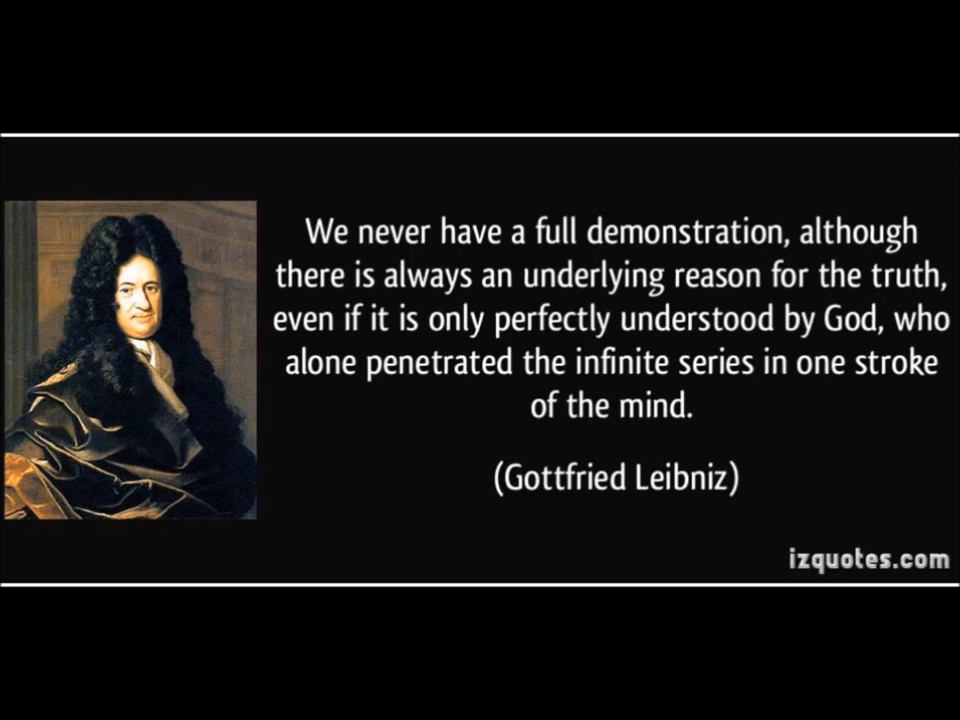 We never have a full demonstration, although
there is always an underlying reason for the truth,
even if it is only perfectly understood by God, who
alone penetrated the infinite series in one stroke
of the mind.
(Gottfried Leibniz)
izquotes.com